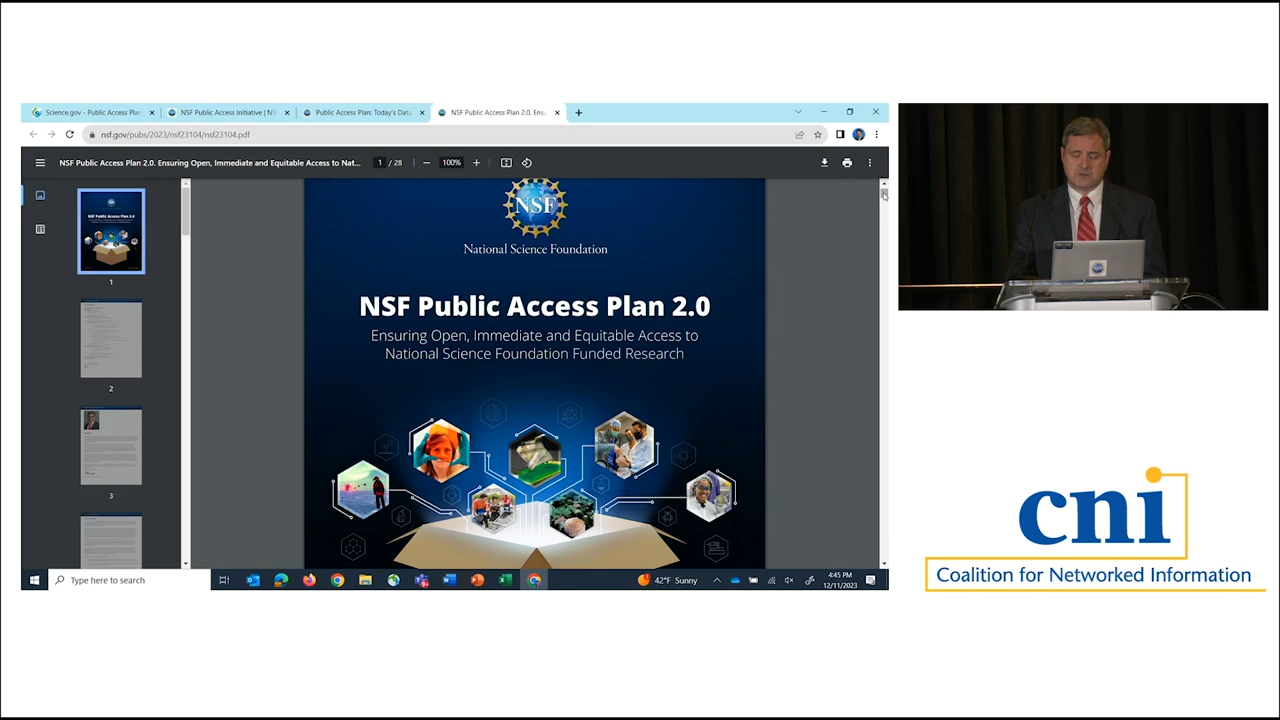 Science.gov - Public Access Plan
NSF Public Access Initiative | NS
Public Access Plan: Today's Data
NSF Public Access Plan 2.0. Ens
nsf.gov/pubs/2023/nsf23104/nsf23104.pdf
NSF Public Access Plan 2.0. Ensuring Open, Immediate and Equitable Access to Nat...
1 / 28
100%
1
2
3
NSF
National Science Foundation
NSF Public Access Plan 2.0
Ensuring Open, Immediate and Equitable Access to
National Science Foundation Funded Research
Type here to search
42°F Sunny
4:45 PM
12/11/2023
cni
Coalition for Networked Information